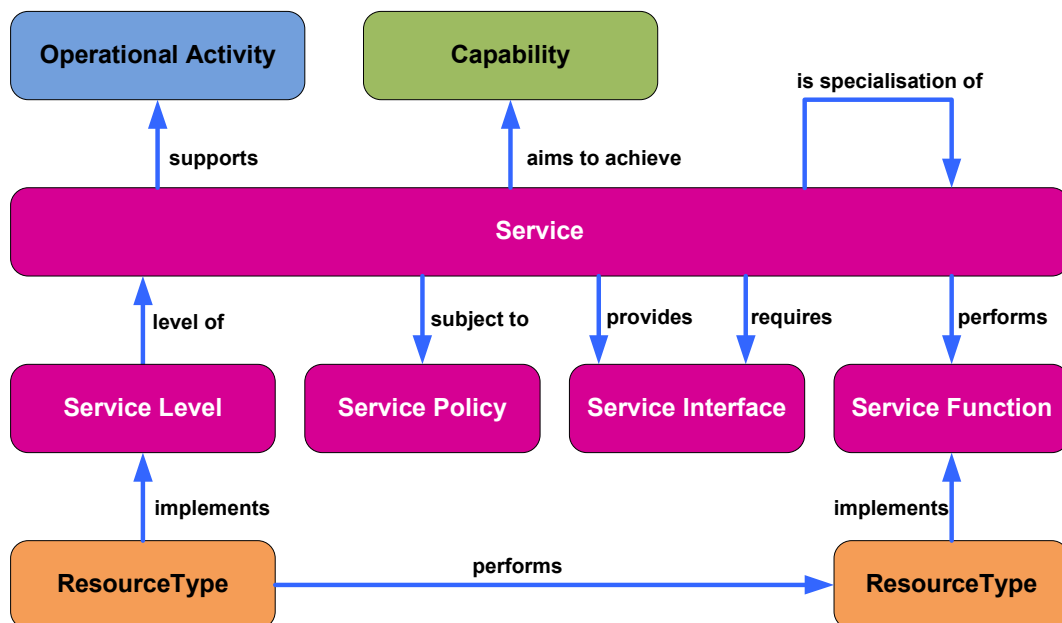 Operational Activity
Capability
is specialisation of
supports
aims to achieve
Service
level of
subject to
provides
requires
performs
Service Level
Service Policy
Service Interface
Service Function
implements
implements
performs
ResourceType
ResourceType